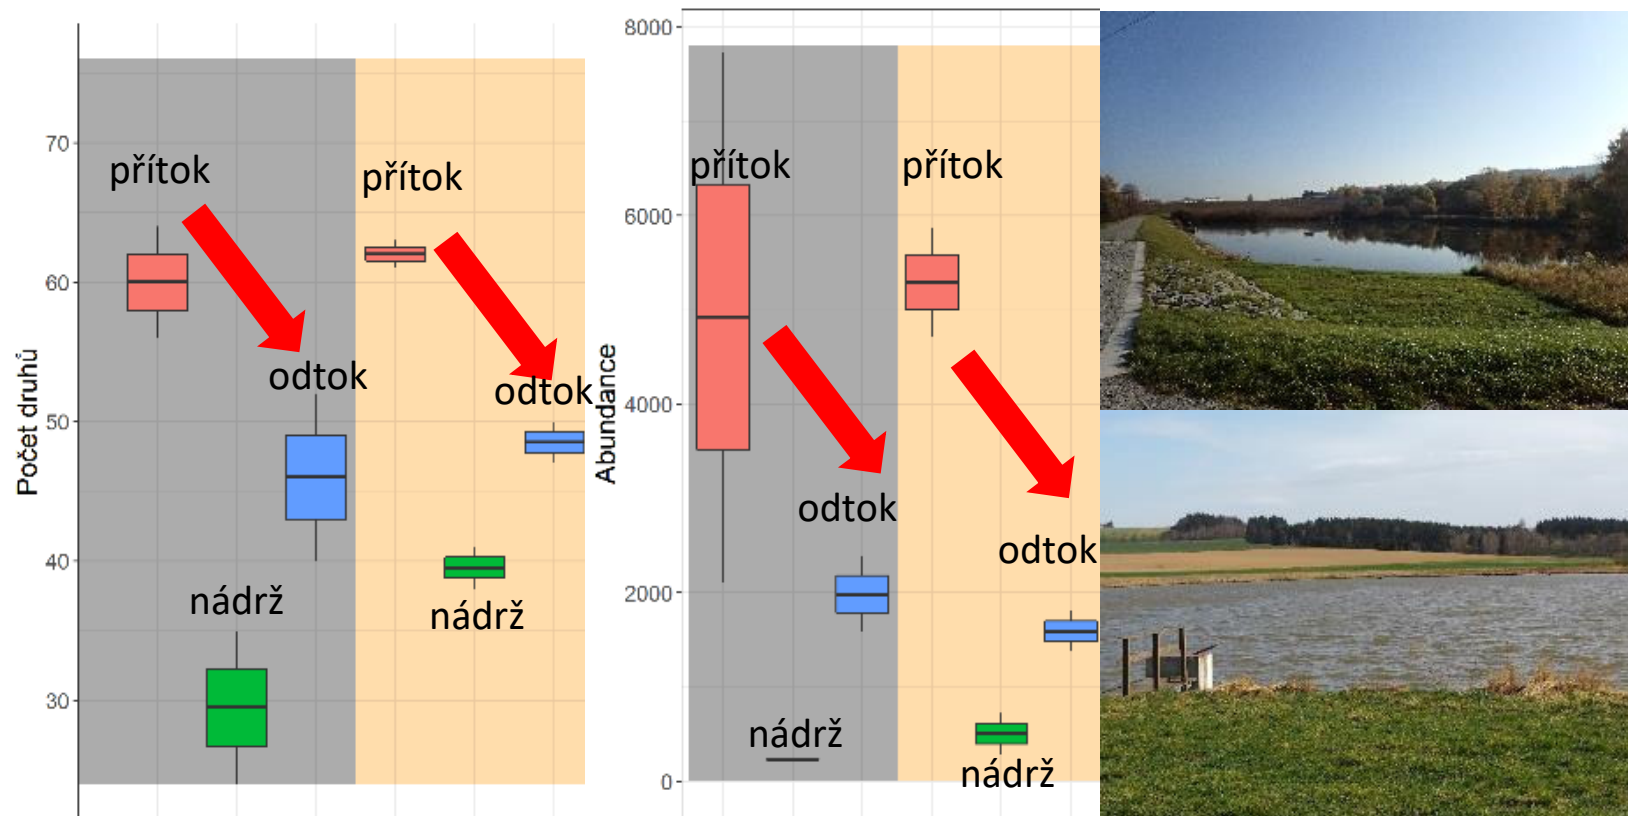 Počet druhů
70
60
50
40
30
přítok
odtok
nádrž
přítok
odtok
nádrž
Abundance
8000
6000
4000
2000
0
přítok
odtok
nádrž
přítok
odtok
nádrž